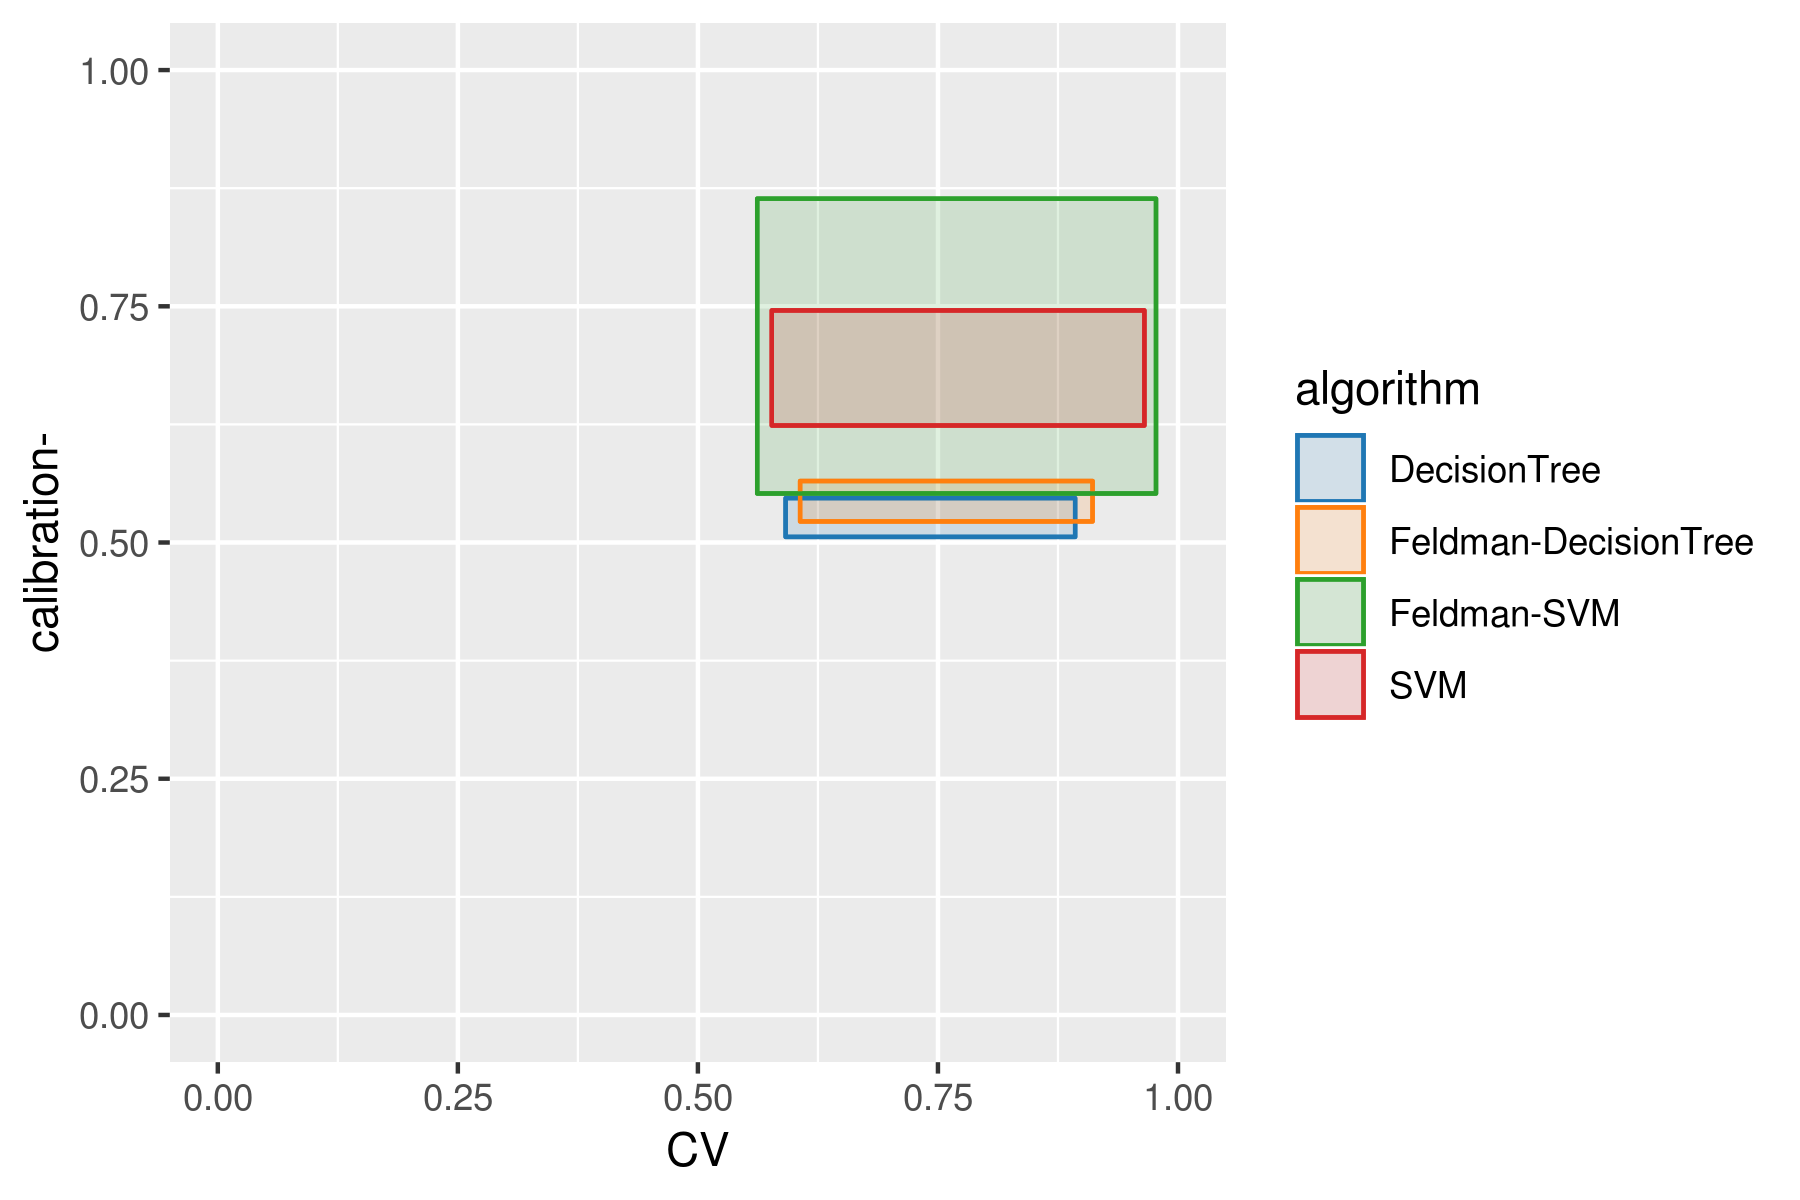 1.00
0.75
0.50
0.25
0.00
calibration-
0.00 0.25 0.50 0.75 1.00
CV
algorithm
DecisionTree
Feldman-DecisionTree
Feldman-SVM
SVM